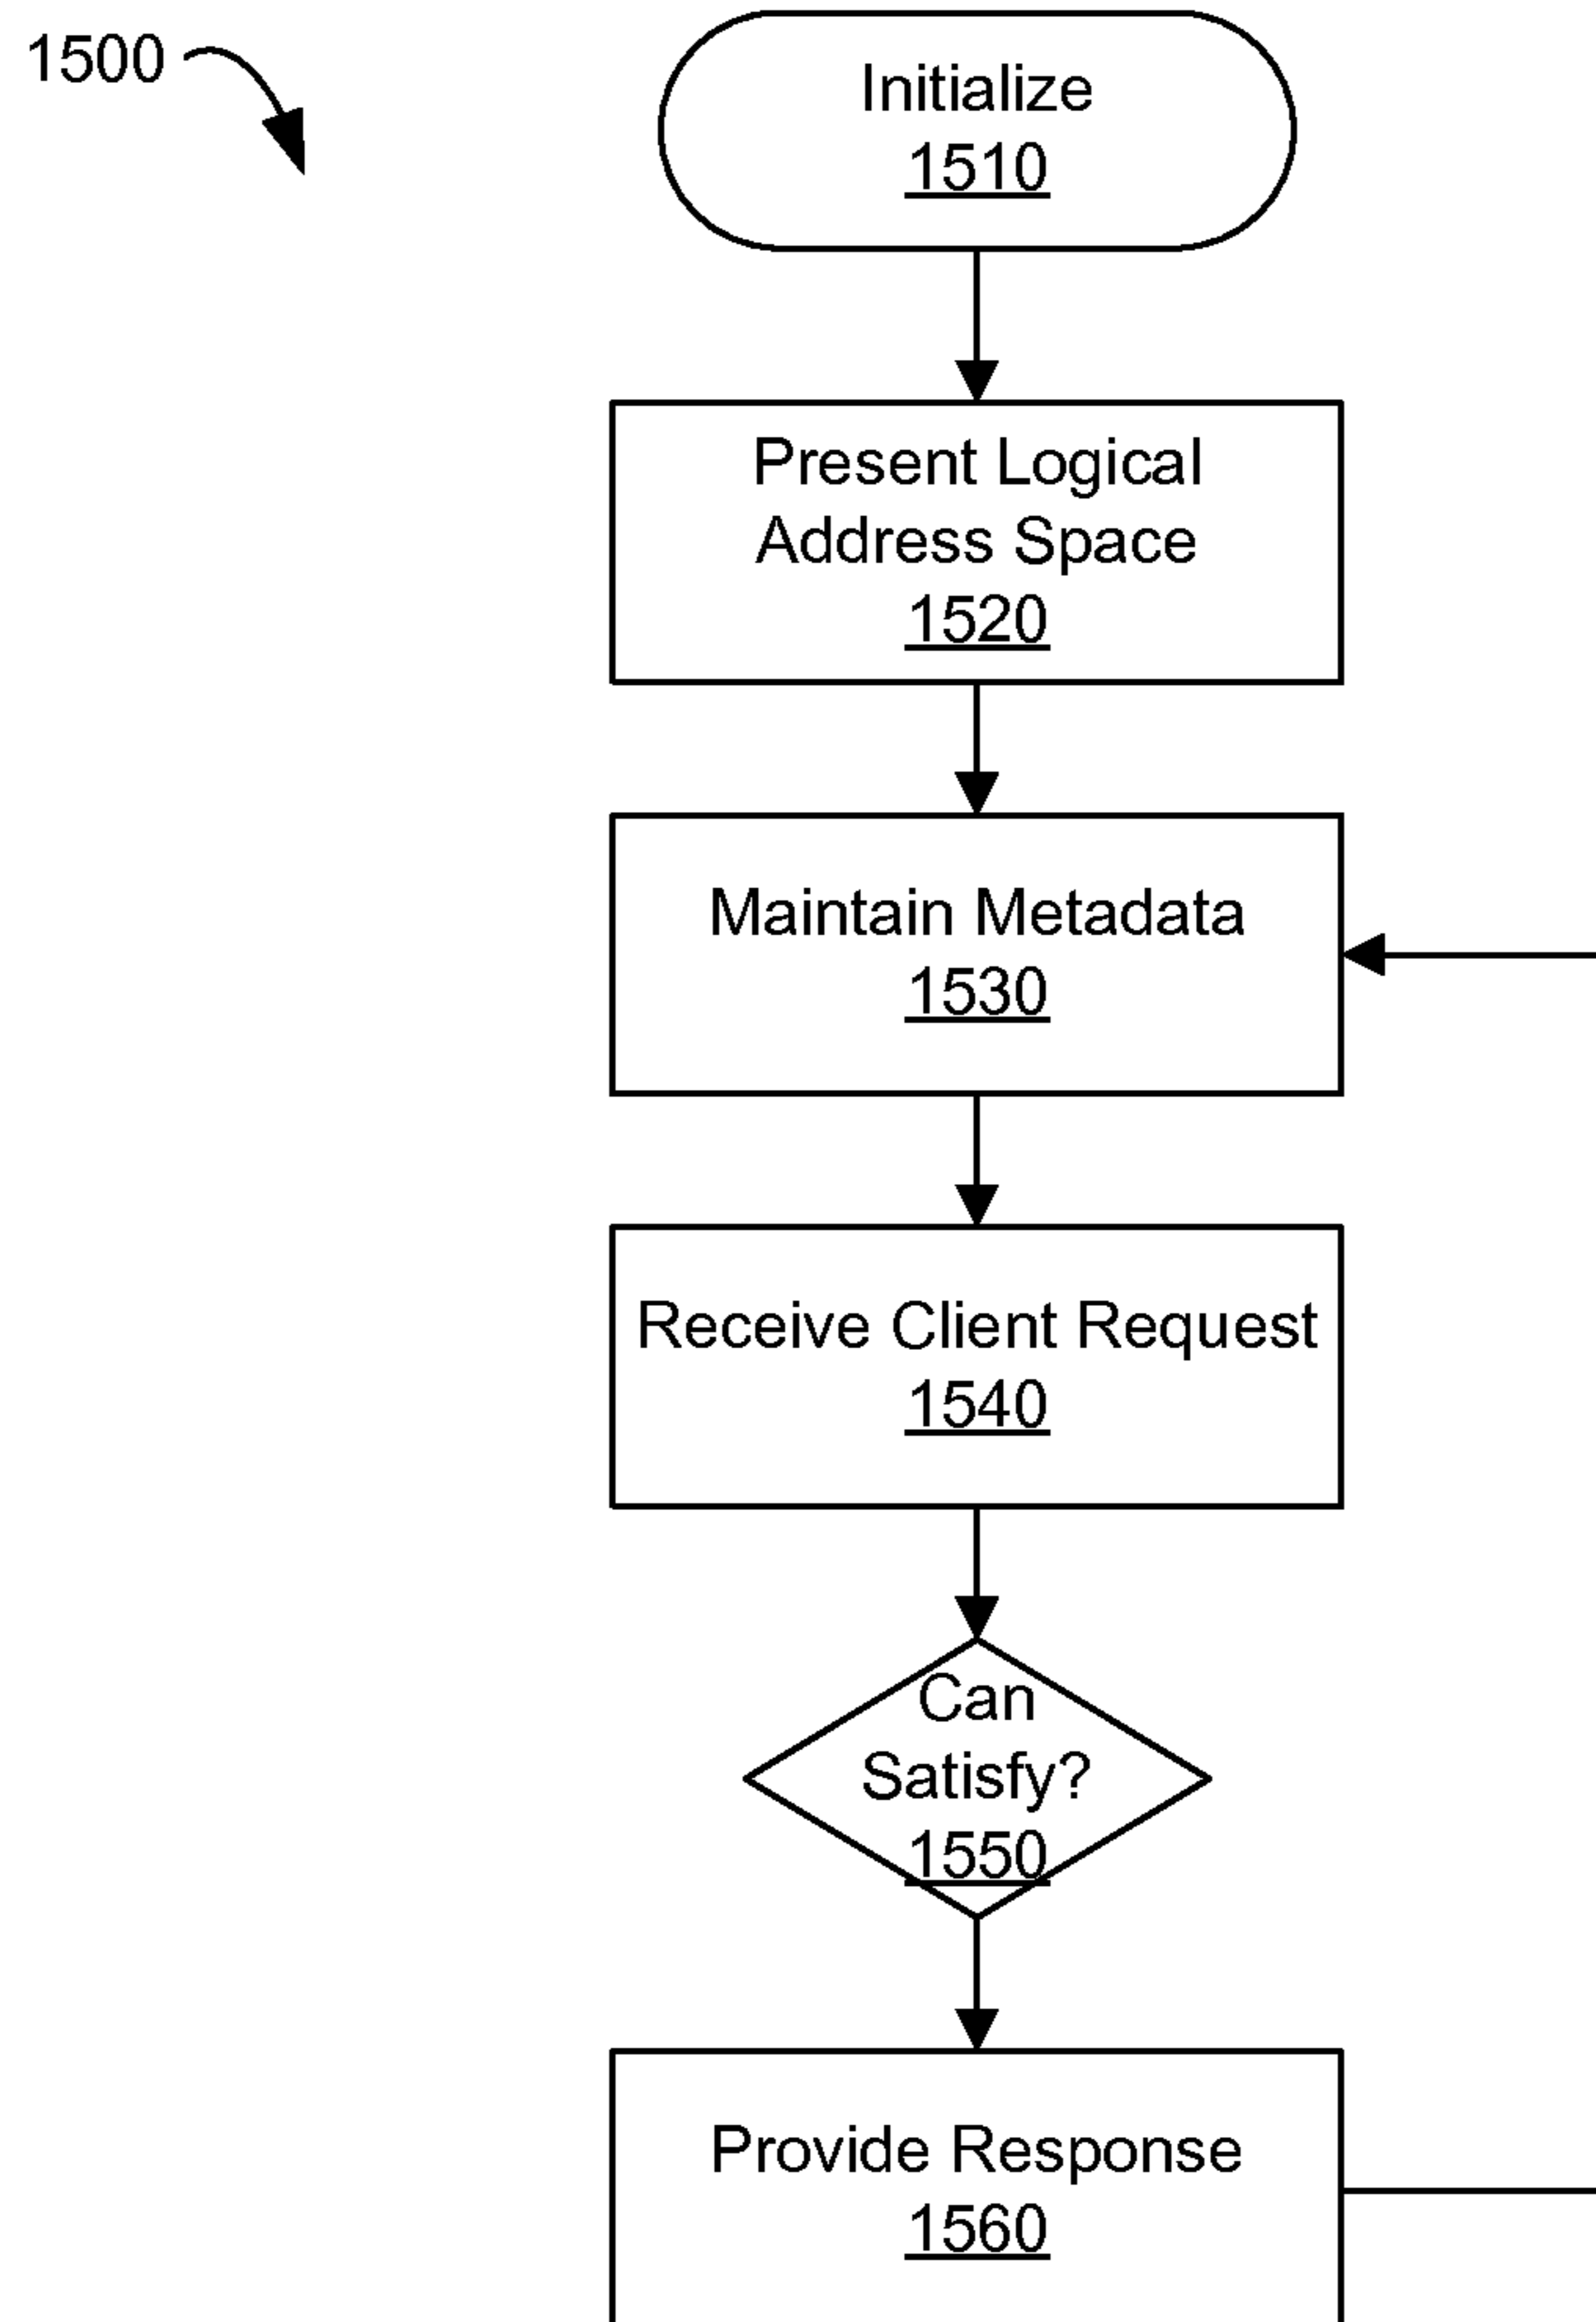 1500
Initialize
1510
Present Logical
Address Space
1520
Maintain Metadata
1530
Receive Client Request
1540
Can
Satisfy?
1550
Provide Response
1560